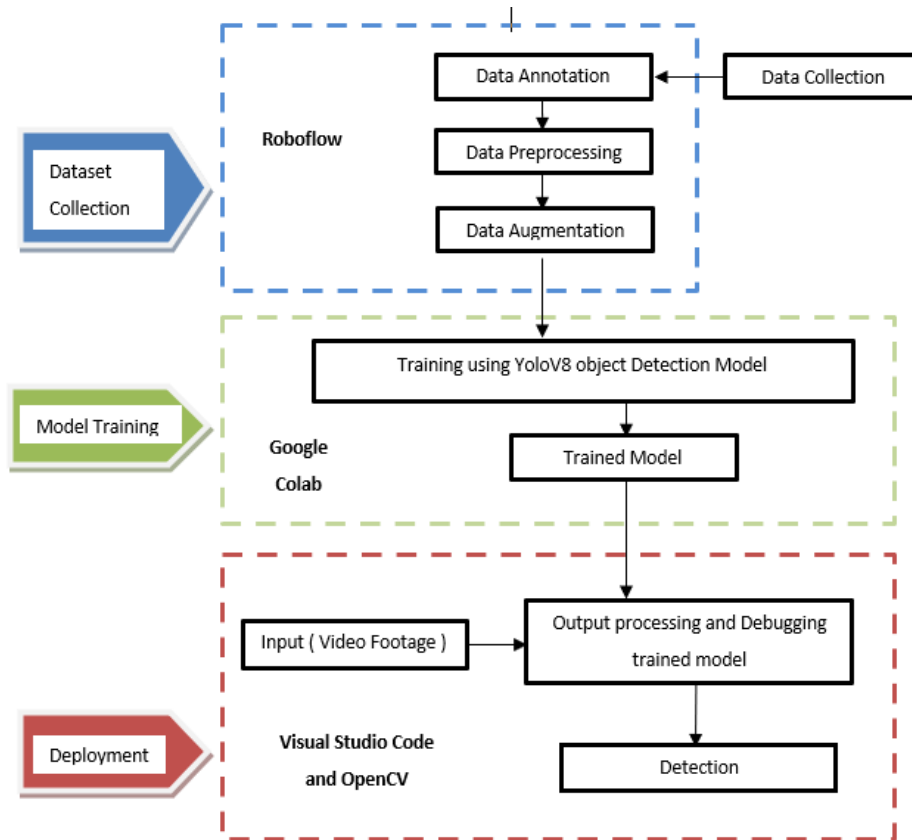 Data Annotation
Data Collection
Roboflow
Data Preprocessing
Dataset
Collection
Data Augmentation
Training using YoloV8 object Detection Model
Model Training
Google
Colab
Trained Model
Input ( Video Footage )
Output processing and Debugging
trained model
Deployment
Visual Studio Code
and OpenCV
Detection